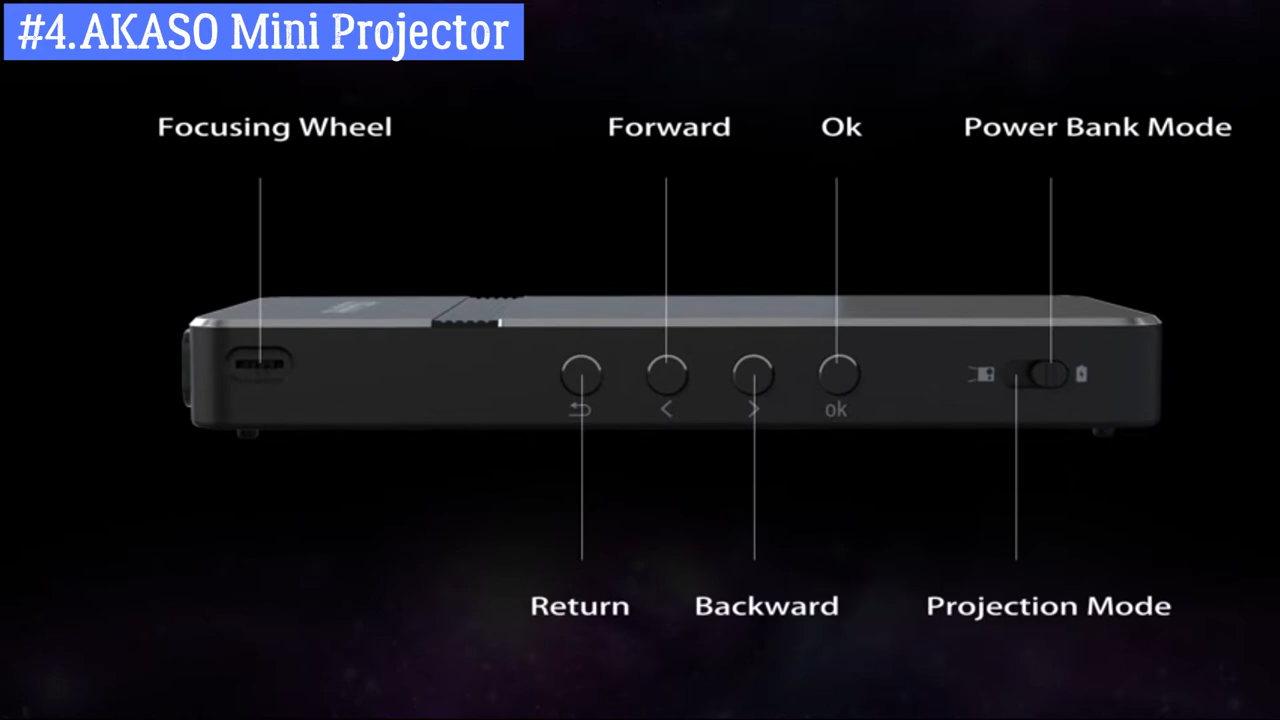 #4.AKASO Mini Projector
Focusing Wheel
Forward
Ok
Power Bank Mode
<
>
ok
Return
Backward
Projection Mode